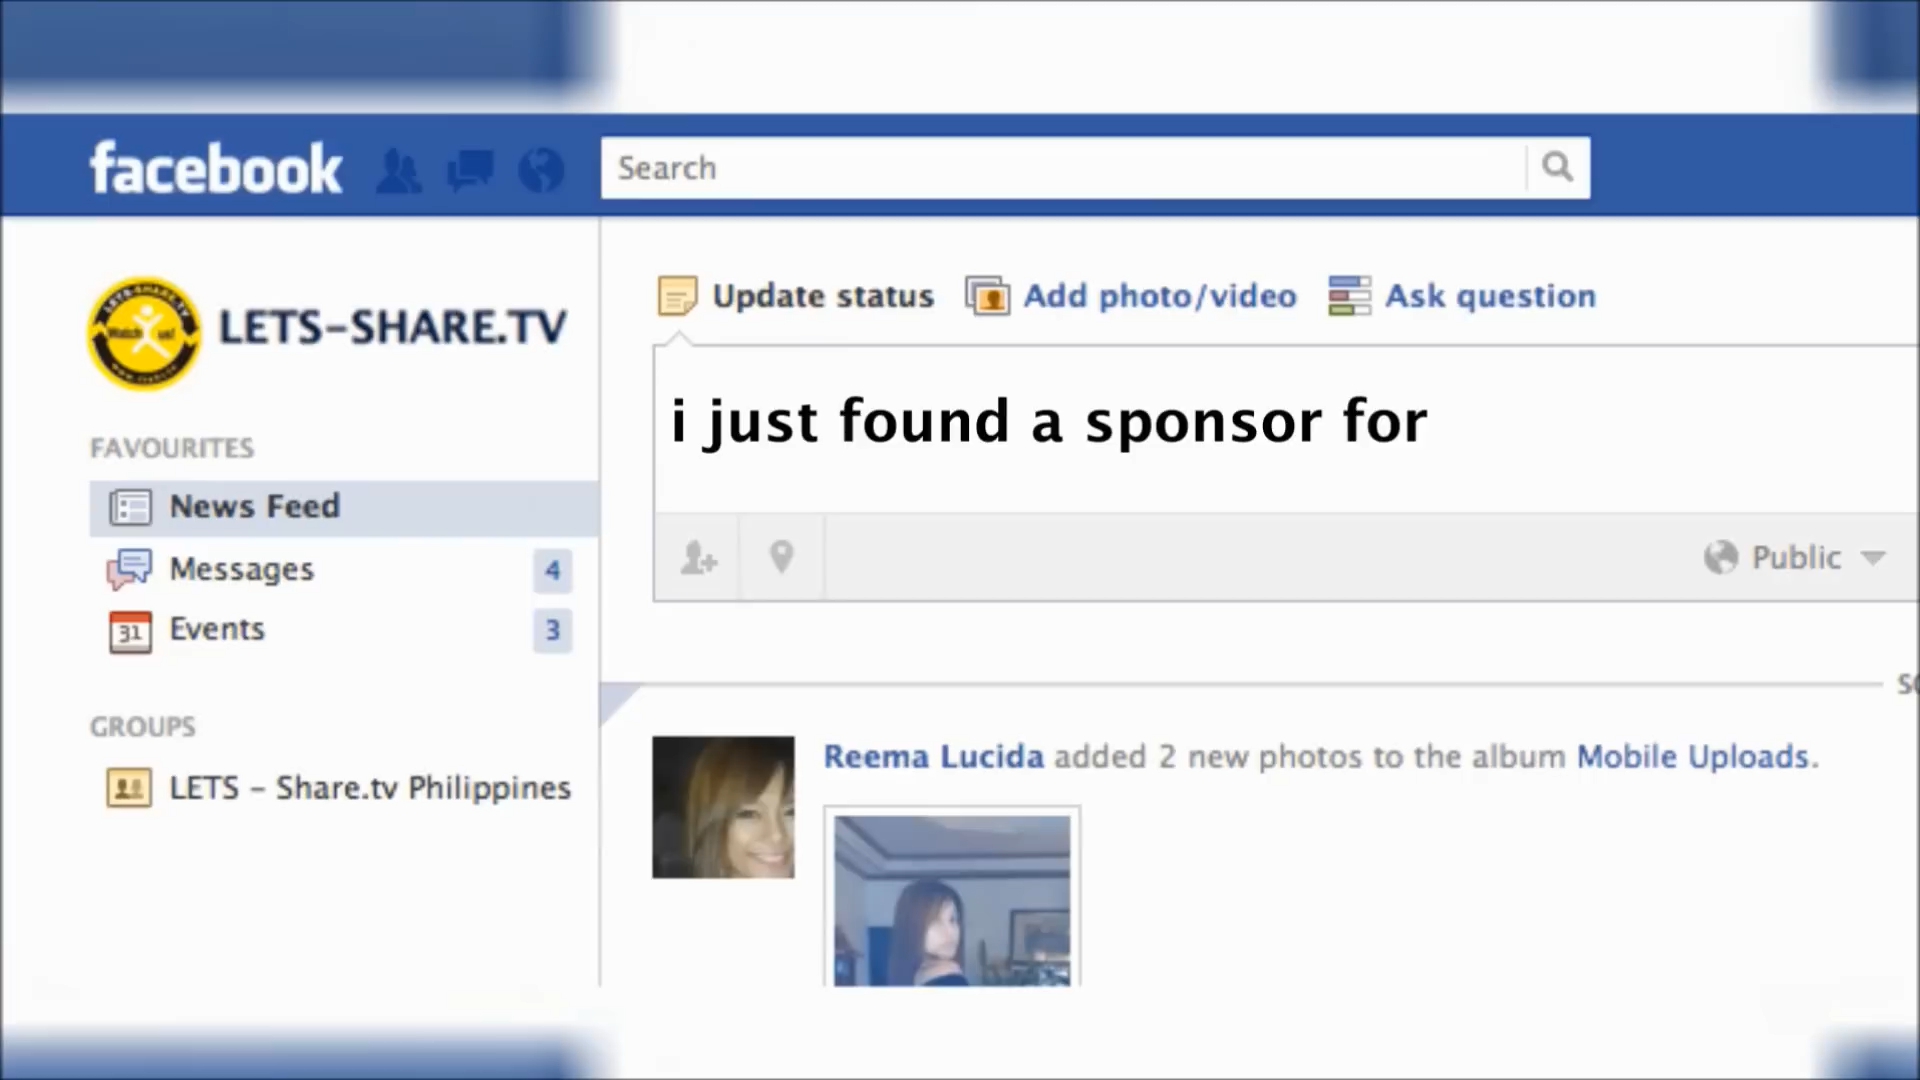 facebook
Search
LETS-SHARE.TV
Update status
Add photo/video
Ask question
i just found a sponsor for
FAVOURITES
News Feed
Messages 4
31 Events 3
Public
GROUPS
LETS - Share.tv Philippines
Reema Lucida added 2 new photos to the album Mobile Uploads.